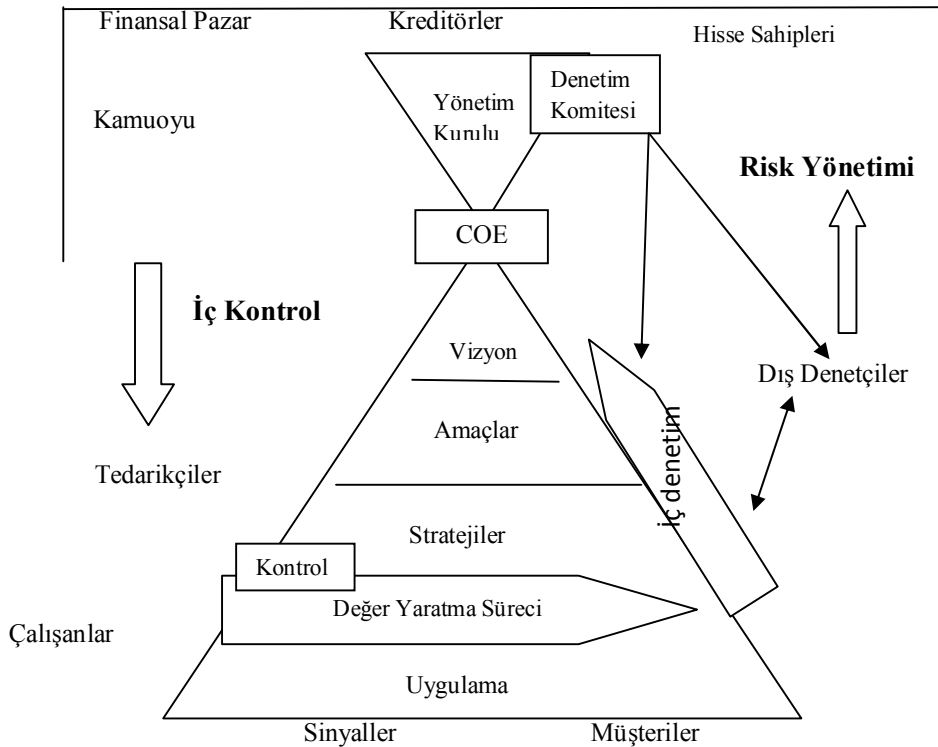 Finansal Pazar
Kreditörler
Hisse Sahipleri
Kamuoyu
Yönetim
Kurulu
Denetim
Komitesi
Risk Yönetimi
COE
İç Kontrol
Vizyon
Dış Denetçiler
Amaçlar
İç denetim
Tedarikçiler
Stratejiler
Kontrol
Değer Yaratma Süreci
Çalışanlar
Uygulama
Sinyaller
Müşteriler